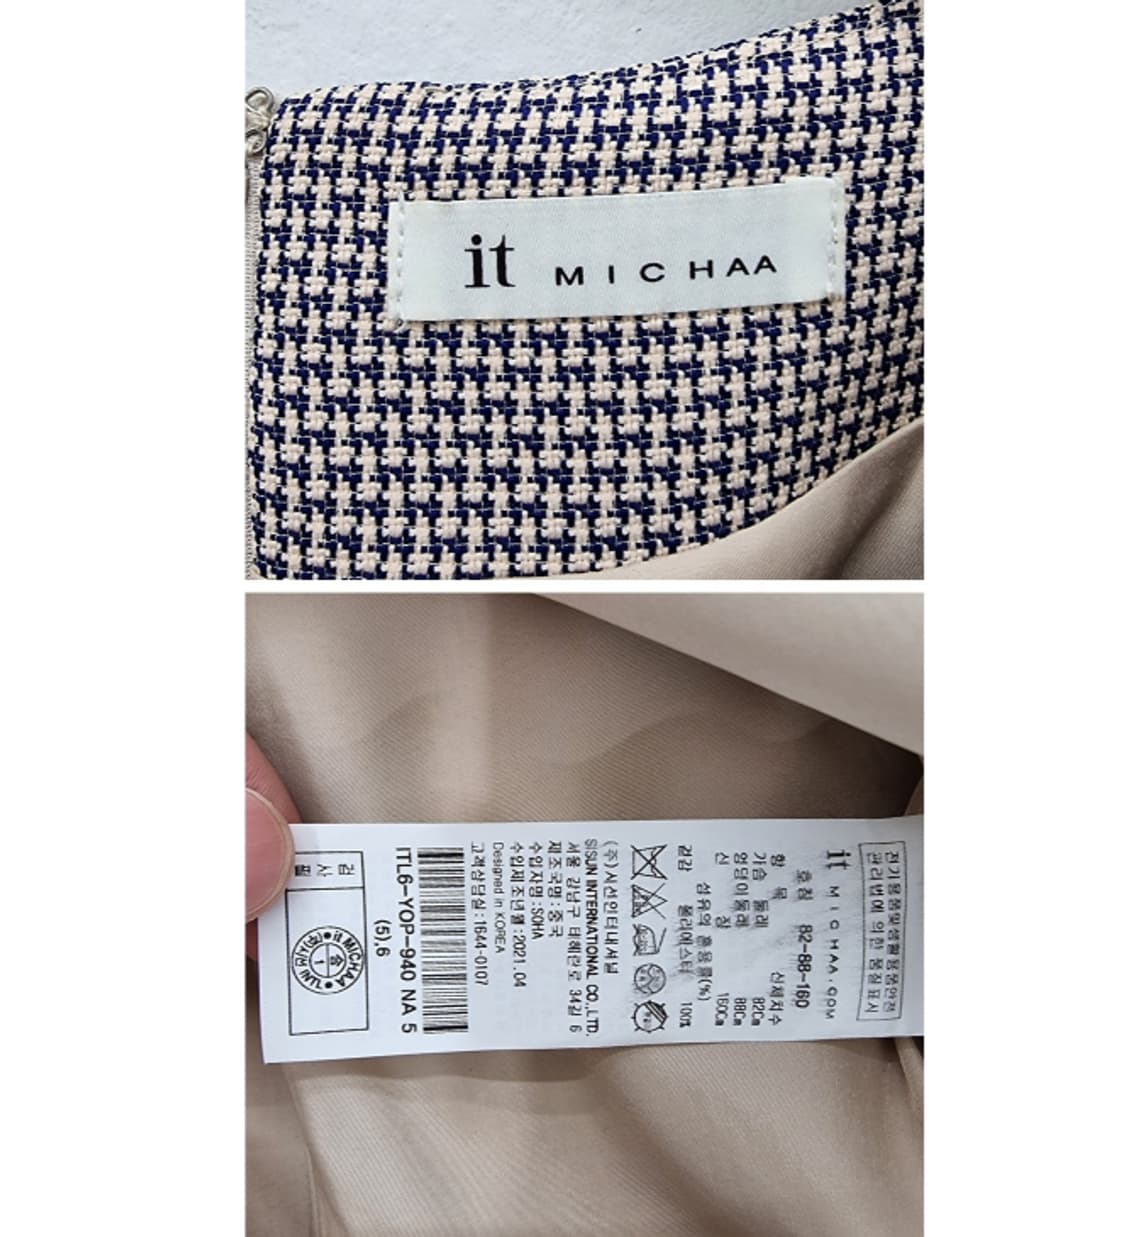 it MICHAA
전기용품및생활용품안전
관리법에 의한 품질표시
it MICHAA.COM
호칭 82-88-160
항 목 신체치수
가슴 둘레 82Cm
엉덩이둘레 88Cm
신 장 160Cm
섬유의 혼용률(%)
겉감 폴리에스터 100%
(주)시선인터내셔널
SISUN INTERNATIONAL CO.,LTD.
서울 강남구 테헤란로 34길 6
제조국명:중국
수입자명:SOHA
수입제조년월:2021.04
Designed in KOREA
고객상담실:1644-0107
ITL6-YOP-940 NA 5
(5),6
검사필
it MICHAA